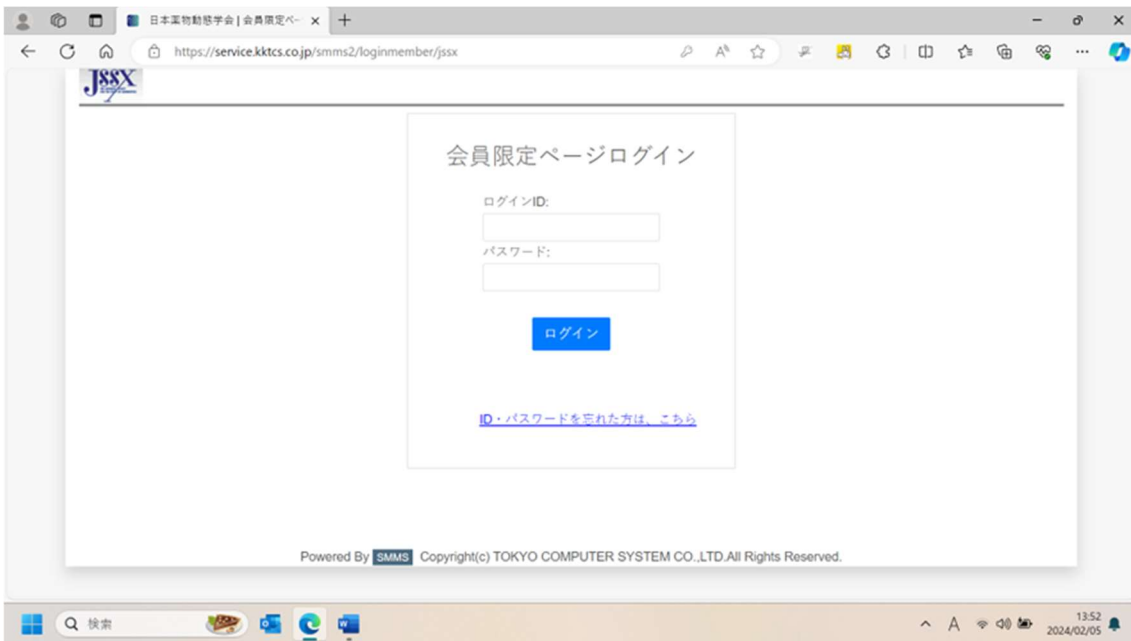 日本薬物動態学会 | 会員限定ペー
https://service.kktcs.co.jp/smms2/loginmember/jssx
JSSX
会員限定ページログイン
ログインID:
パスワード:
ログイン
ID・パスワードを忘れた方は、こちら
Powered By SMMS Copyright(c) TOKYO COMPUTER SYSTEM CO.,LTD.All Rights Reserved.
検索
A
13:52
2024/02/05